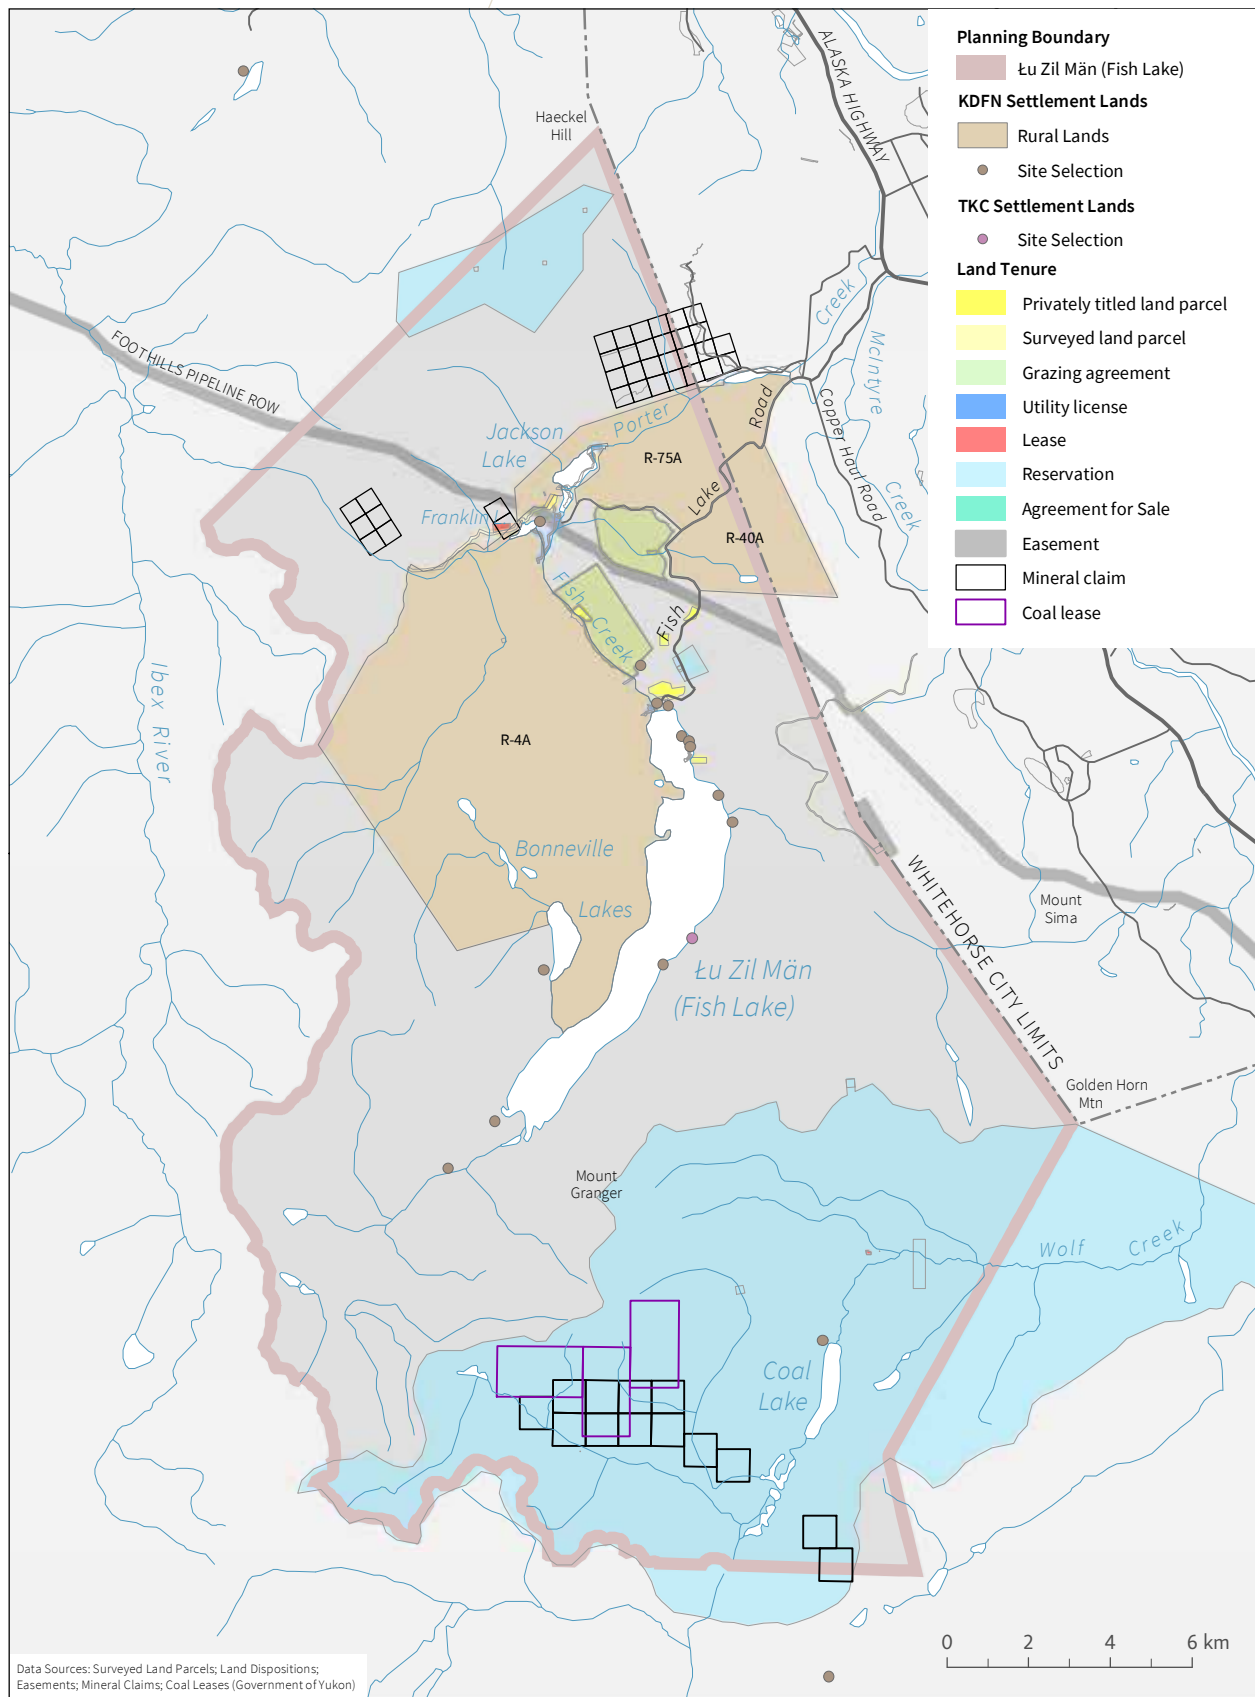 Planning Boundary
Łu Zil Män (Fish Lake)
KDFN Settlement Lands
Rural Lands
Site Selection
TKC Settlement Lands
Site Selection
Land Tenure
Privately titled land parcel
Surveyed land parcel
Grazing agreement
Utility license
Lease
Reservation
Agreement for Sale
Easement
Mineral claim
Coal lease
ALASKA HIGHWAY
Haeckel
Hill
FOOTHILLS PIPELINE ROW
Creek
McIntyre
Creek
Copper Haul Road
Porter
Jackson
Lake
R-75A
Road
Lake
Fish
Franklin
R-40A
Fish
Creek
Ibex River
R-4A
Bonneville
Lakes
WHITEHORSE CITY LIMITS
Mount
Sima
Łu Zil Män
(Fish Lake)
Golden Horn
Mtn
Mount
Granger
Wolf Creek
Coal
Lake
0 2 4 6 km
Data Sources: Surveyed Land Parcels; Land Dispositions;
Easements; Mineral Claims; Coal Leases (Government of Yukon)